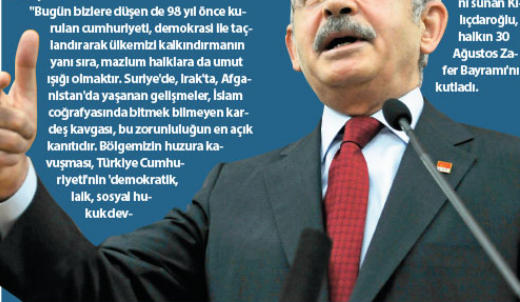 "Bugün bizlere düşen de 98 yıl önce ku-
rulan cumhuriyeti, demokrasi ile taç-
landırarak ülkemizi kalkındırmanın
yanı sıra, mazlum halklara da umut
ışığı olmaktır. Suriye'de, Irak'ta, Afga-
nistan'da yaşanan gelişmeler, İslam
coğrafyasında bitmek bilmeyen kar-
deş kavgası, bu zorunluluğun en açık
kanıtıdır. Bölgemizin huzura ka-
vuşması, Türkiye Cumhu-
riyeti'nin 'demokratik,
laik, sosyal hu-
kuk dev-
nı sunan Kı-
lıçdaroğlu,
halkın 30
Ağustos Za-
fer Bayramı'nı
kutladı.